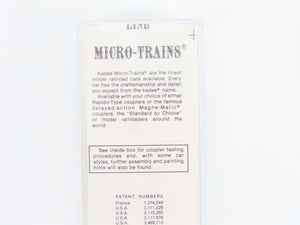 LINE
MICRO-TRAINS®
Kadee Micro-Trains® are the finest
model railroad cars available. Every
car has the craftsmanship and detail
you expect from the kadee® name.
Available with your choice of either
Rapido-Type couplers or the famous
delayed-action Magne-Matic®
couplers, the "Standard by Choice"
of model railroaders around the
world.
See inside box for coupler testing
procedures and, with some car
styles, further assembly and painting
hints will also be found.
PATENT NUMBERS
France 1,374,249
U.S.A. 3,111,229
U.S.A. 3,115,255
U.S.A. 3,117,676
U.S.A. 3,469,713